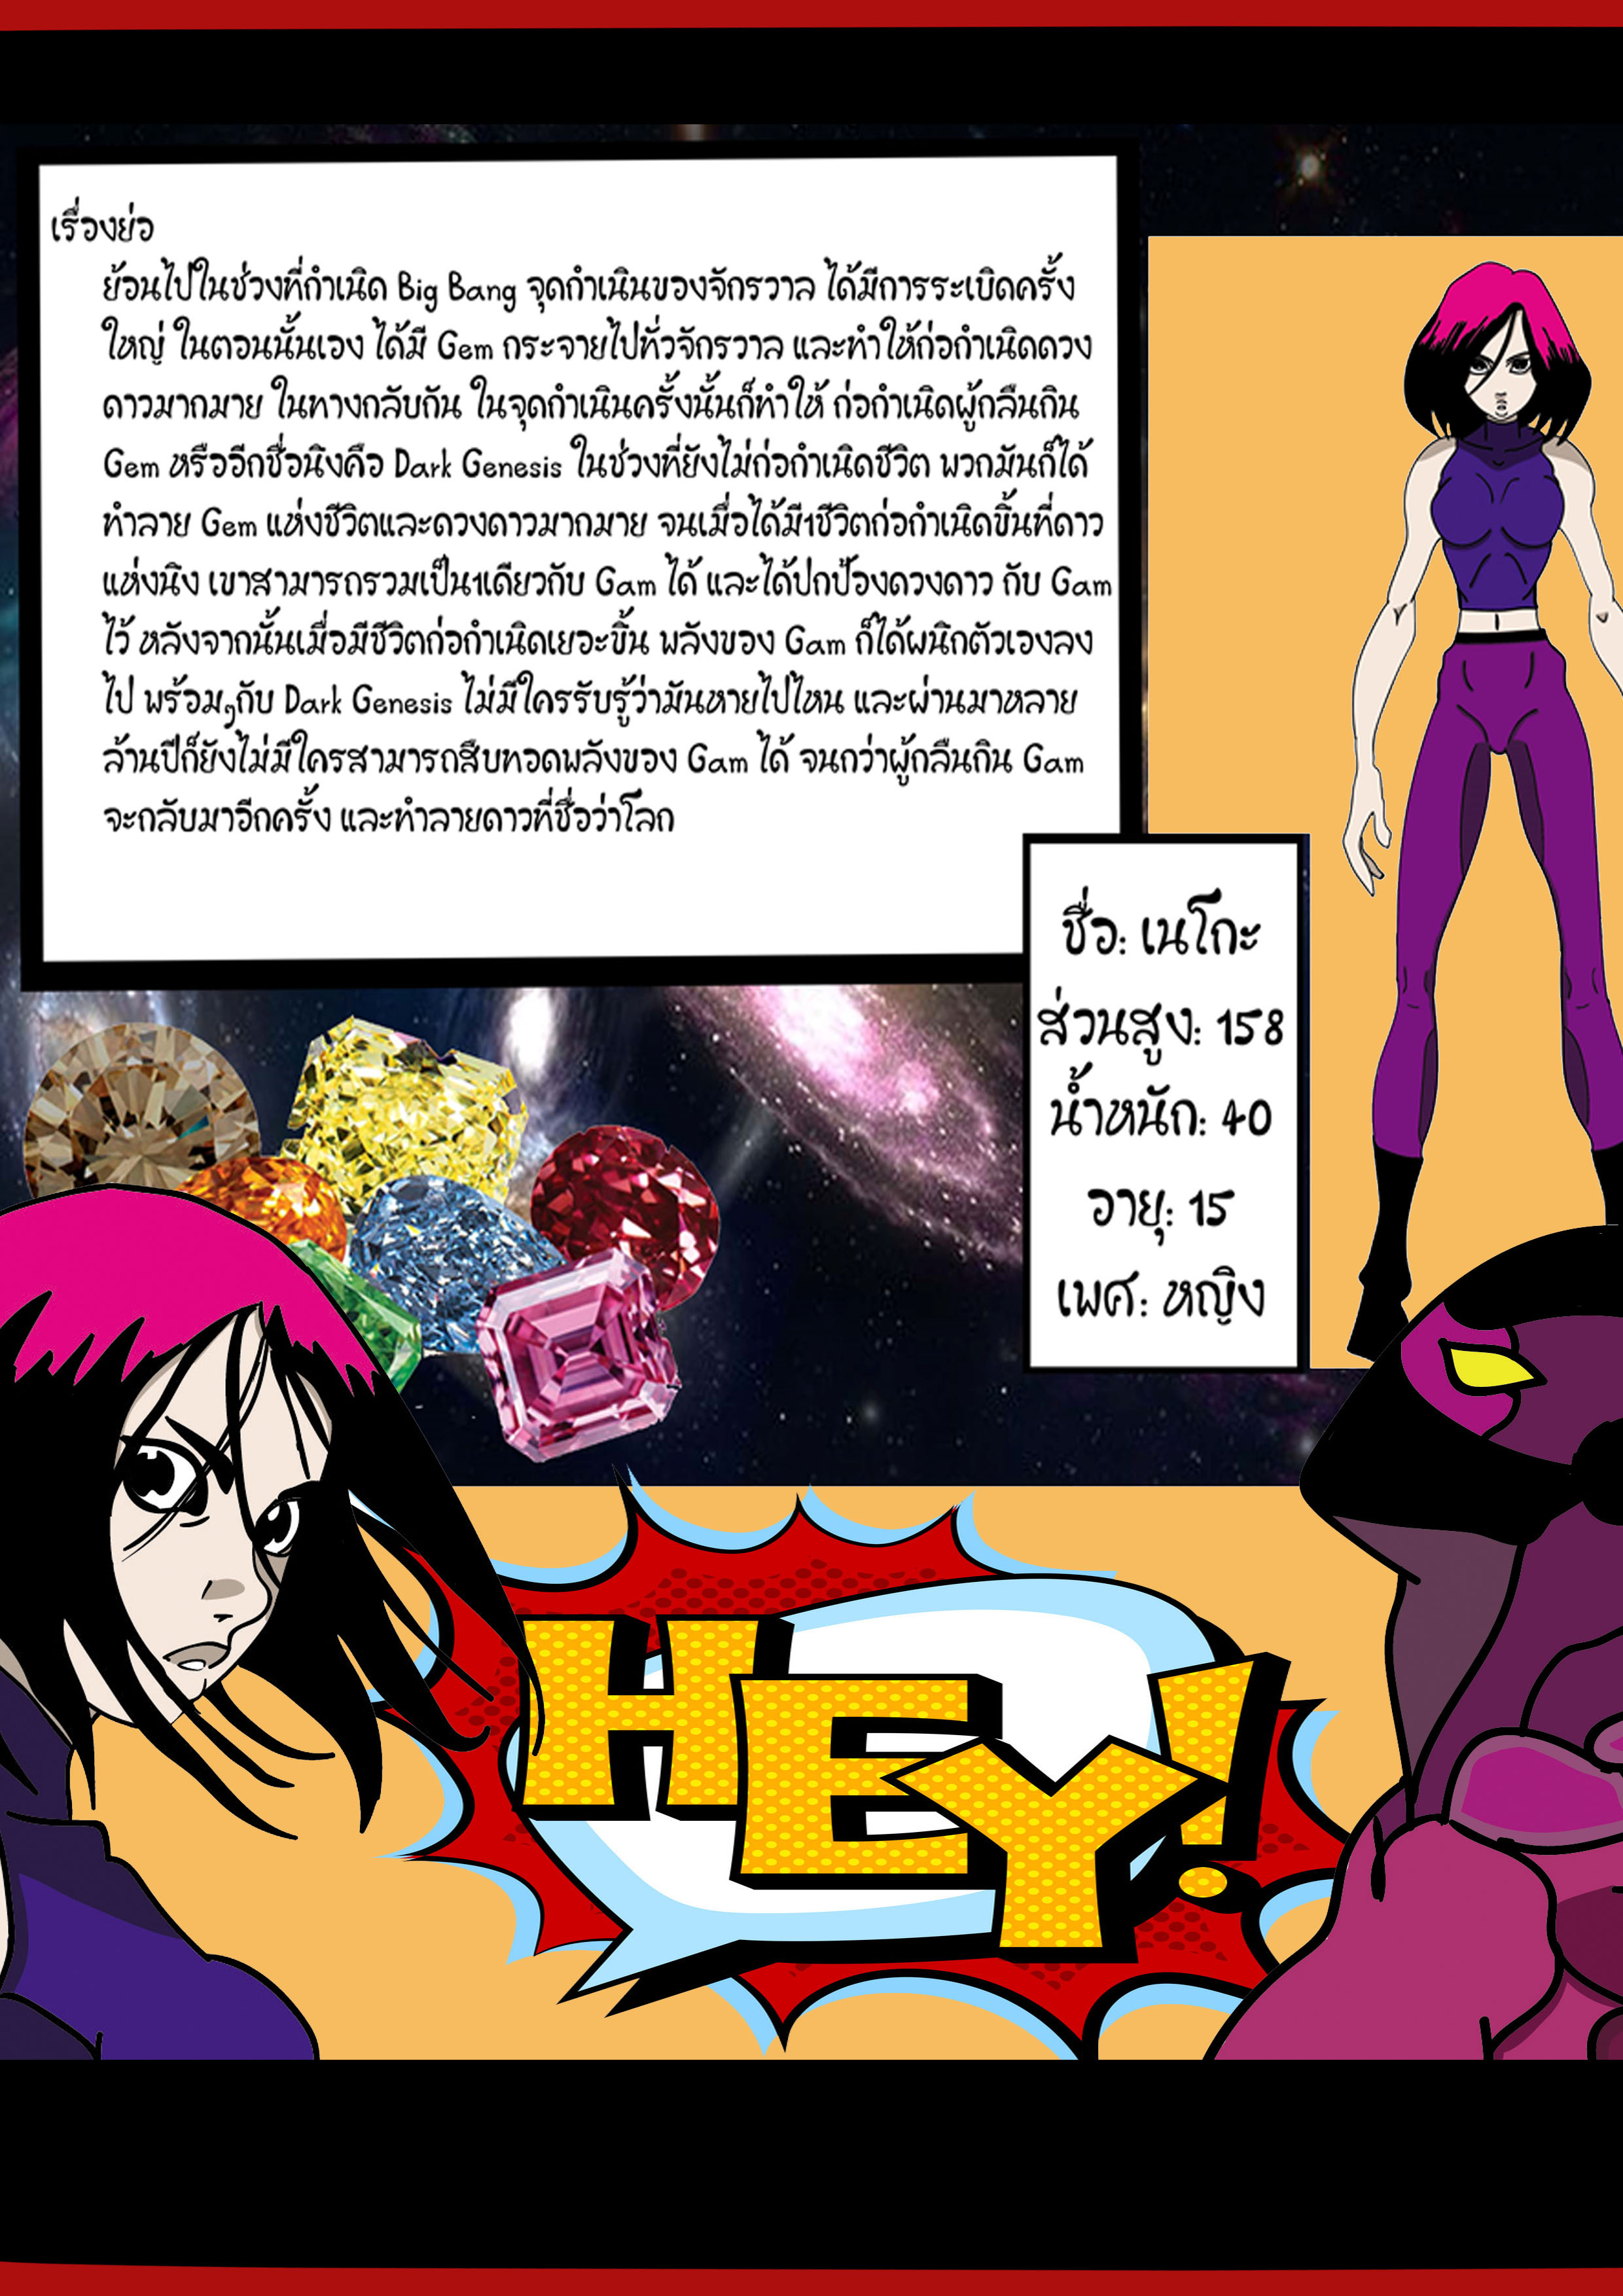 เรื่องย่อ
ย้อนไปในช่วงที่กำเนิด Big Bang จุดกำเนินของจักรวาล ได้มีการระเบิดครั้ง
ใหญ่ ในตอนนั้นเอง ได้มี Gem กระจายไปทั่วจักรวาล และทำให้ก่อกำเนิดดวง
ดาวมากมาย ในทางกลับกัน ในจุดกำเนินครั้งนั้นก็ทำให้ ก่อกำเนิดผู้กลืนกิน
Gem หรืออีกชื่อนิงคือ Dark Genesis ในช่วงที่ยังไม่ก่อกำเนิดชีวิต พวกมันก็ได้
ทำลาย Gem แห่งชีวิตและดวงดาวมากมาย จนเมื่อได้มี1ชีวิตก่อกำเนิดขึ้นที่ดาว
แห่งนิง เขาสามารถรวมเป็น1เดียวกับ Gam ได้ และได้ปกป้องดวงดาว กับ Gam
ไว้ หลังจากนั้นเมื่อมีชีวิตก่อกำเนิดเยอะขึ้น พลังของ Gam ก็ได้ผนึกตัวเองลง
ไป พร้อมๆกับ Dark Genesis ไม่มีใครรับรู้ว่ามันหายไปไหน และผ่านมาหลาย
ล้านปีก็ยังไม่มีใครสามารถสืบทอดพลังของ Gam ได้ จนกว่าผู้กลืนกิน Gam
จะกลับมาอีกครั้ง และทำลายดาวที่ชื่อว่าโลก
ชื่อ: เนโกะ
ส่วนสูง: 158
น้ำหนัก: 40
อายุ: 15
เพศ: หญิง
HEY!